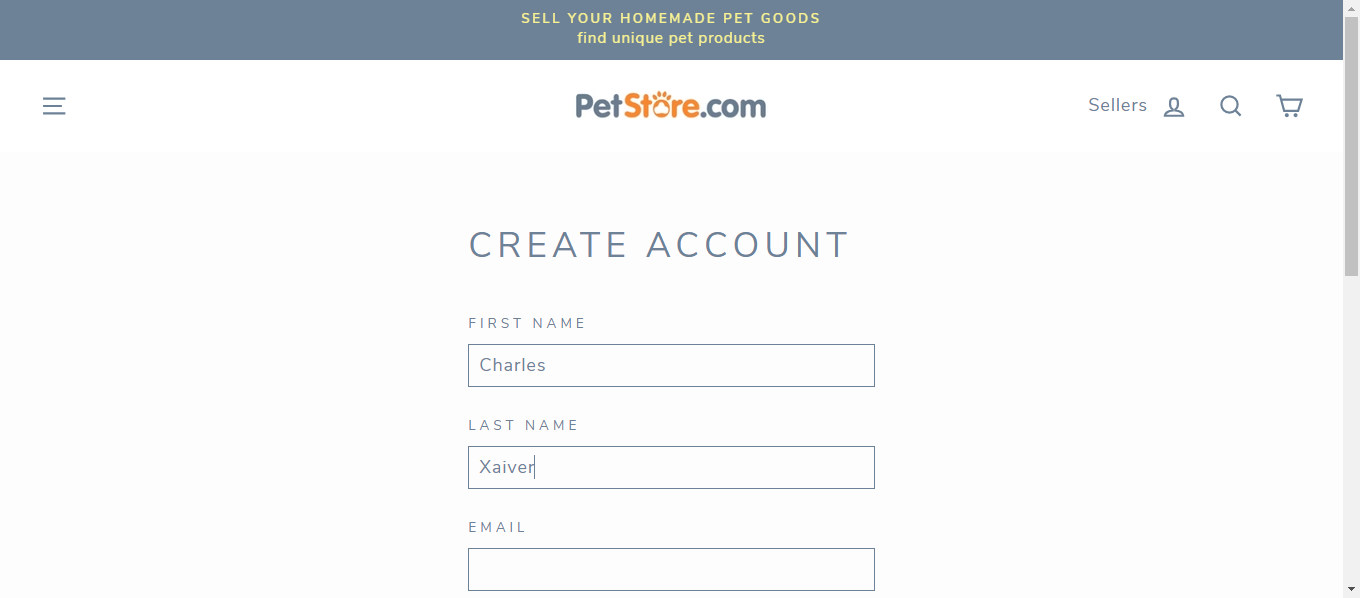 SELL YOUR HOMEMADE PET GOODS
find unique pet products
PetStore.com
Sellers
CREATE ACCOUNT
FIRST NAME
Charles
LAST NAME
Xaiver
EMAIL